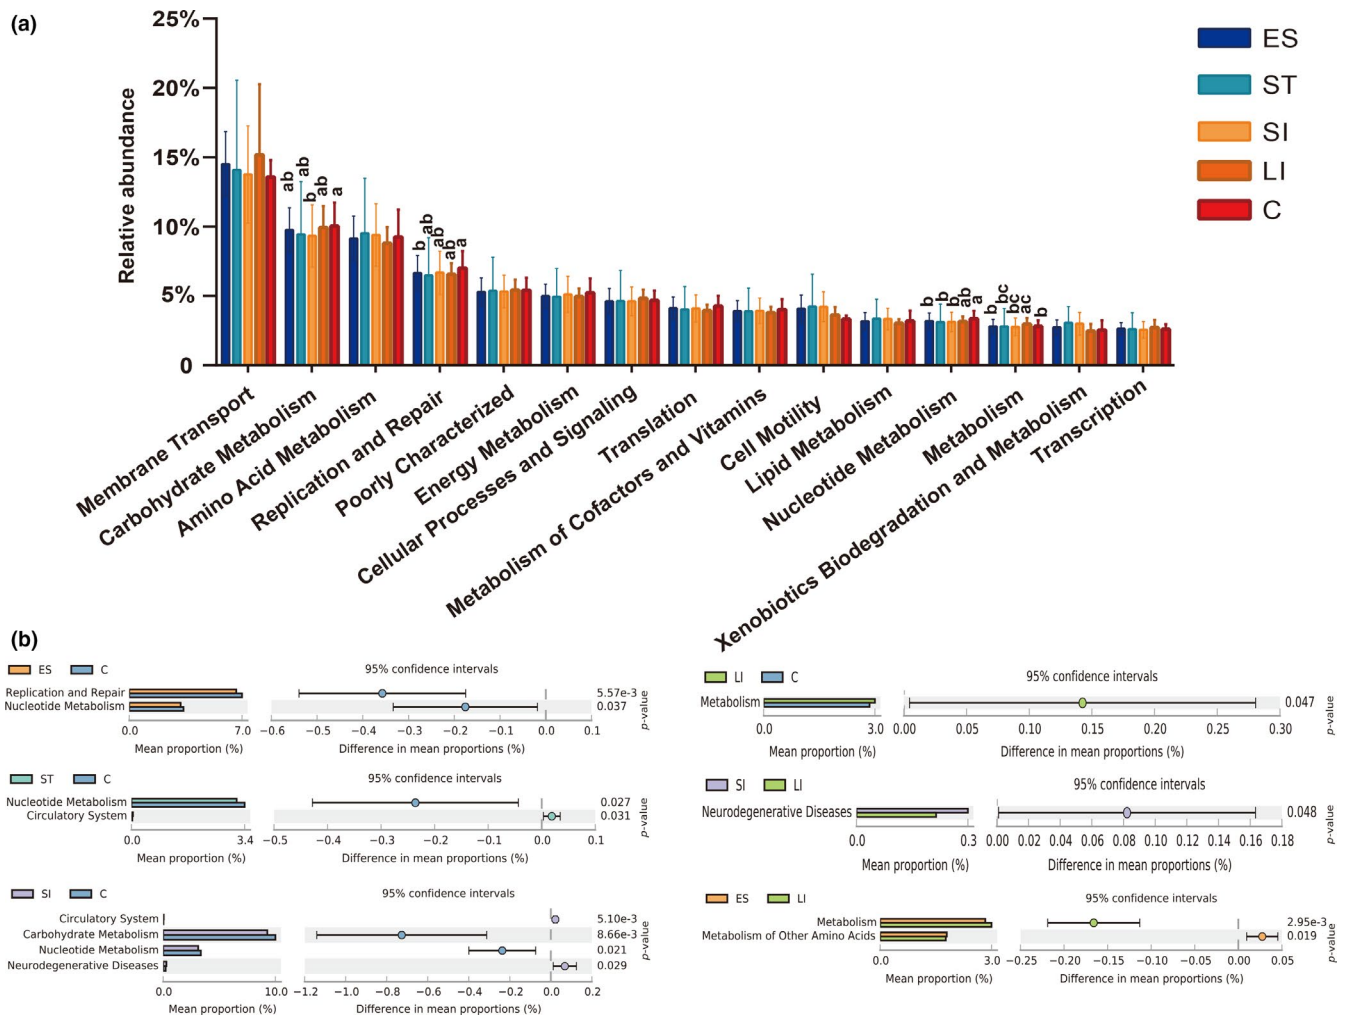 (a)
25%
20%
15%
10%
5%
0
Relative abundance
ES
ST
SI
LI
C
ab
ab
b
ab
a
b
ab
ab
ab
a
b
b
b
ab
a
b
bc
bc
ac
b
Membrane Transport
Carbohydrate Metabolism
Amino Acid Metabolism
Replication and Repair
Poorly Characterized
Energy Metabolism
Cellular Processes and Signaling
Translation
Metabolism of Cofactors and Vitamins
Cell Motility
Lipid Metabolism
Nucleotide Metabolism
Metabolism
Xenobiotics Biodegradation and Metabolism
Transcription
(b)
ES C
95% confidence intervals
Replication and Repair 5.57e-3
Nucleotide Metabolism 0.037
p-value
0.0 7.0 −0.6 −0.5 −0.4 −0.3 −0.2 −0.1 0.0 0.1
Mean proportion (%) Difference in mean proportions (%)
ST C
95% confidence intervals
Nucleotide Metabolism 0.027
Circulatory System 0.031
p-value
0.0 3.4 −0.5 −0.4 −0.3 −0.2 −0.1 0.0 0.1
Mean proportion (%) Difference in mean proportions (%)
SI C
95% confidence intervals
Circulatory System 5.10e-3
Carbohydrate Metabolism 8.66e-3
Nucleotide Metabolism 0.021
Neurodegenerative Diseases 0.029
p-value
0.0 10.0 −1.2 −1.0 −0.8 −0.6 −0.4 −0.2 0.0 0.2
Mean proportion (%) Difference in mean proportions (%)
LI C
95% confidence intervals
Metabolism 0.047
p-value
0.0 3.0 0.00 0.05 0.10 0.15 0.20 0.25 0.30
Mean proportion (%) Difference in mean proportions (%)
SI LI
95% confidence intervals
Neurodegenerative Diseases 0.048
p-value
0.0 0.3 0.00 0.02 0.04 0.06 0.08 0.10 0.12 0.14 0.16 0.18
Mean proportion (%) Difference in mean proportions (%)
ES LI
95% confidence intervals
Metabolism 2.95e-3
Metabolism of Other Amino Acids 0.019
p-value
0.0 3.0 −0.25 −0.20 −0.15 −0.10 −0.05 0.00 0.05
Mean proportion (%) Difference in mean proportions (%)